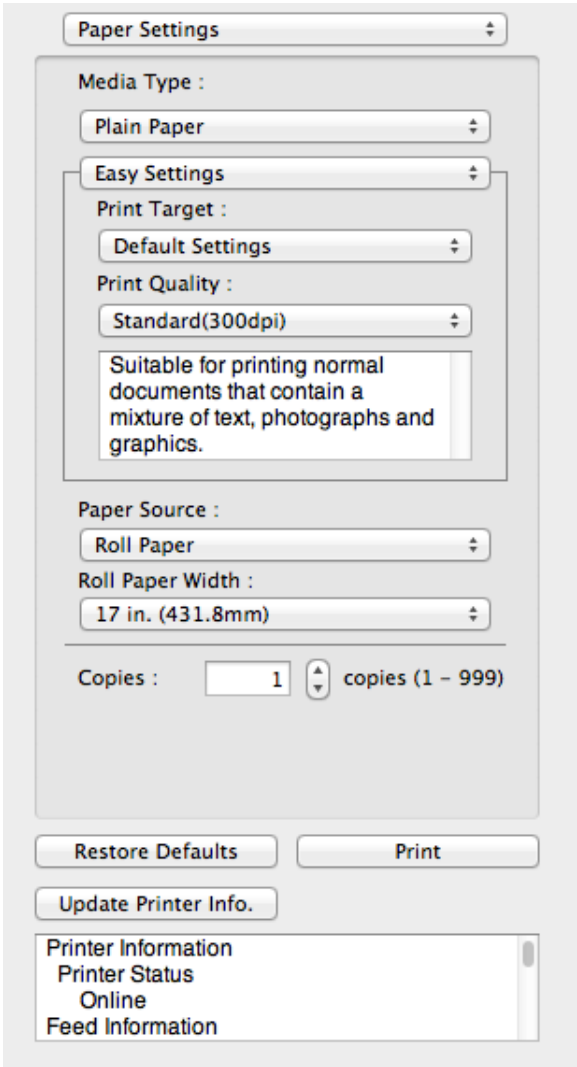 Paper Settings
Media Type :
Plain Paper
Easy Settings
Print Target :
Default Settings
Print Quality :
Standard(300dpi)
Suitable for printing normal
documents that contain a
mixture of text, photographs and
graphics.
Paper Source :
Roll Paper
Roll Paper Width :
17 in. (431.8mm)
Copies : 1 copies (1 – 999)
Restore Defaults Print
Update Printer Info.
Printer Information
Printer Status
Online
Feed Information